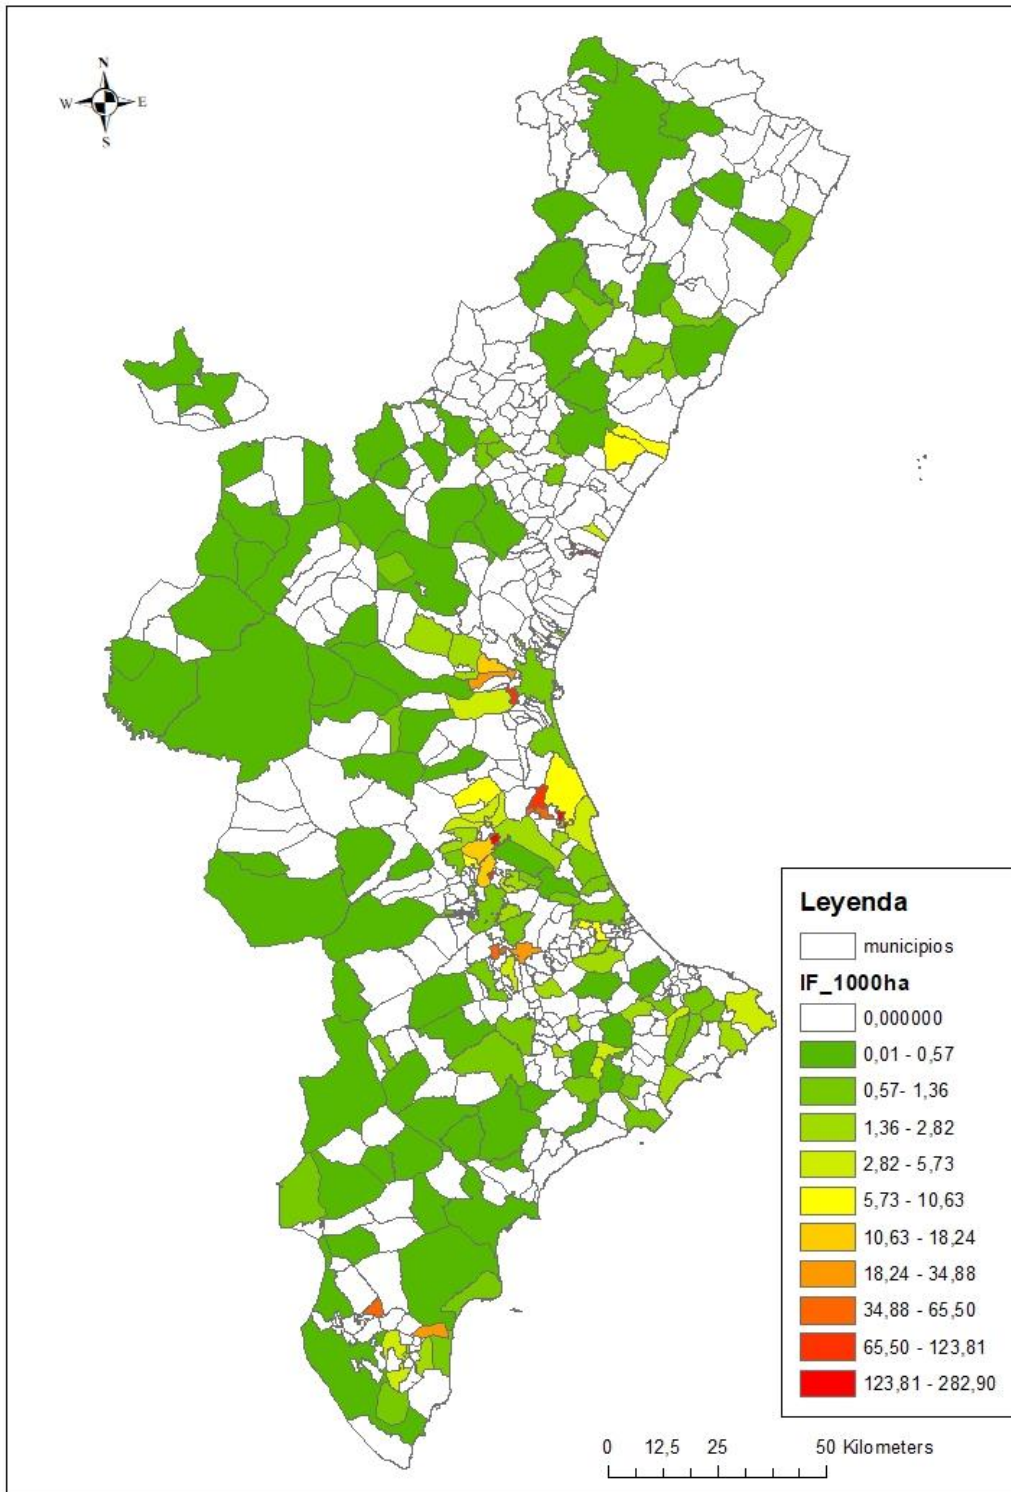 N
W E
S
Leyenda
municipios
IF_1000ha
0,000000
0,01 - 0,57
0,57- 1,36
1,36 - 2,82
2,82 - 5,73
5,73 - 10,63
10,63 - 18,24
18,24 - 34,88
34,88 - 65,50
65,50 - 123,81
123,81 - 282,90
0 12,5 25 50 Kilometers